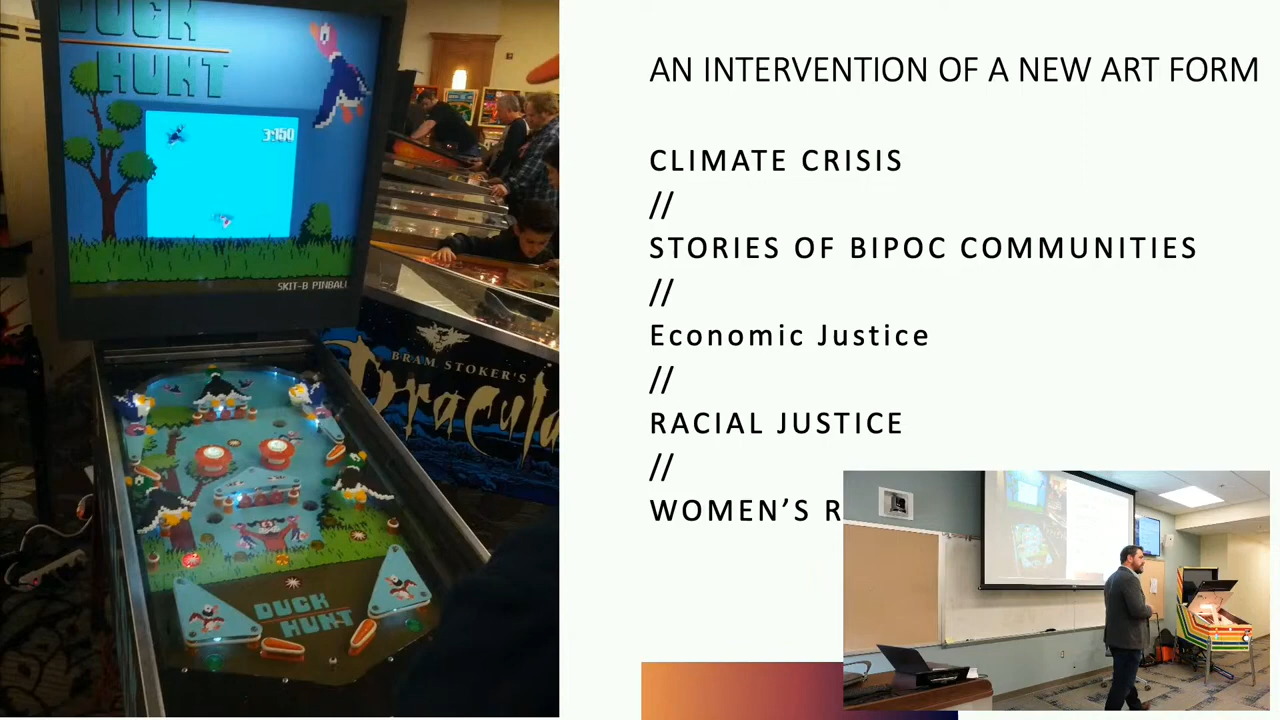 DUCK
HUNT
3:150
SKIT-B PINBALL
BRAM STOKER'S
Dracula
DUCK
HUNT
AN INTERVENTION OF A NEW ART FORM
CLIMATE CRISIS
//
STORIES OF BIPOC COMMUNITIES
//
Economic Justice
//
RACIAL JUSTICE
//
WOMEN'S R